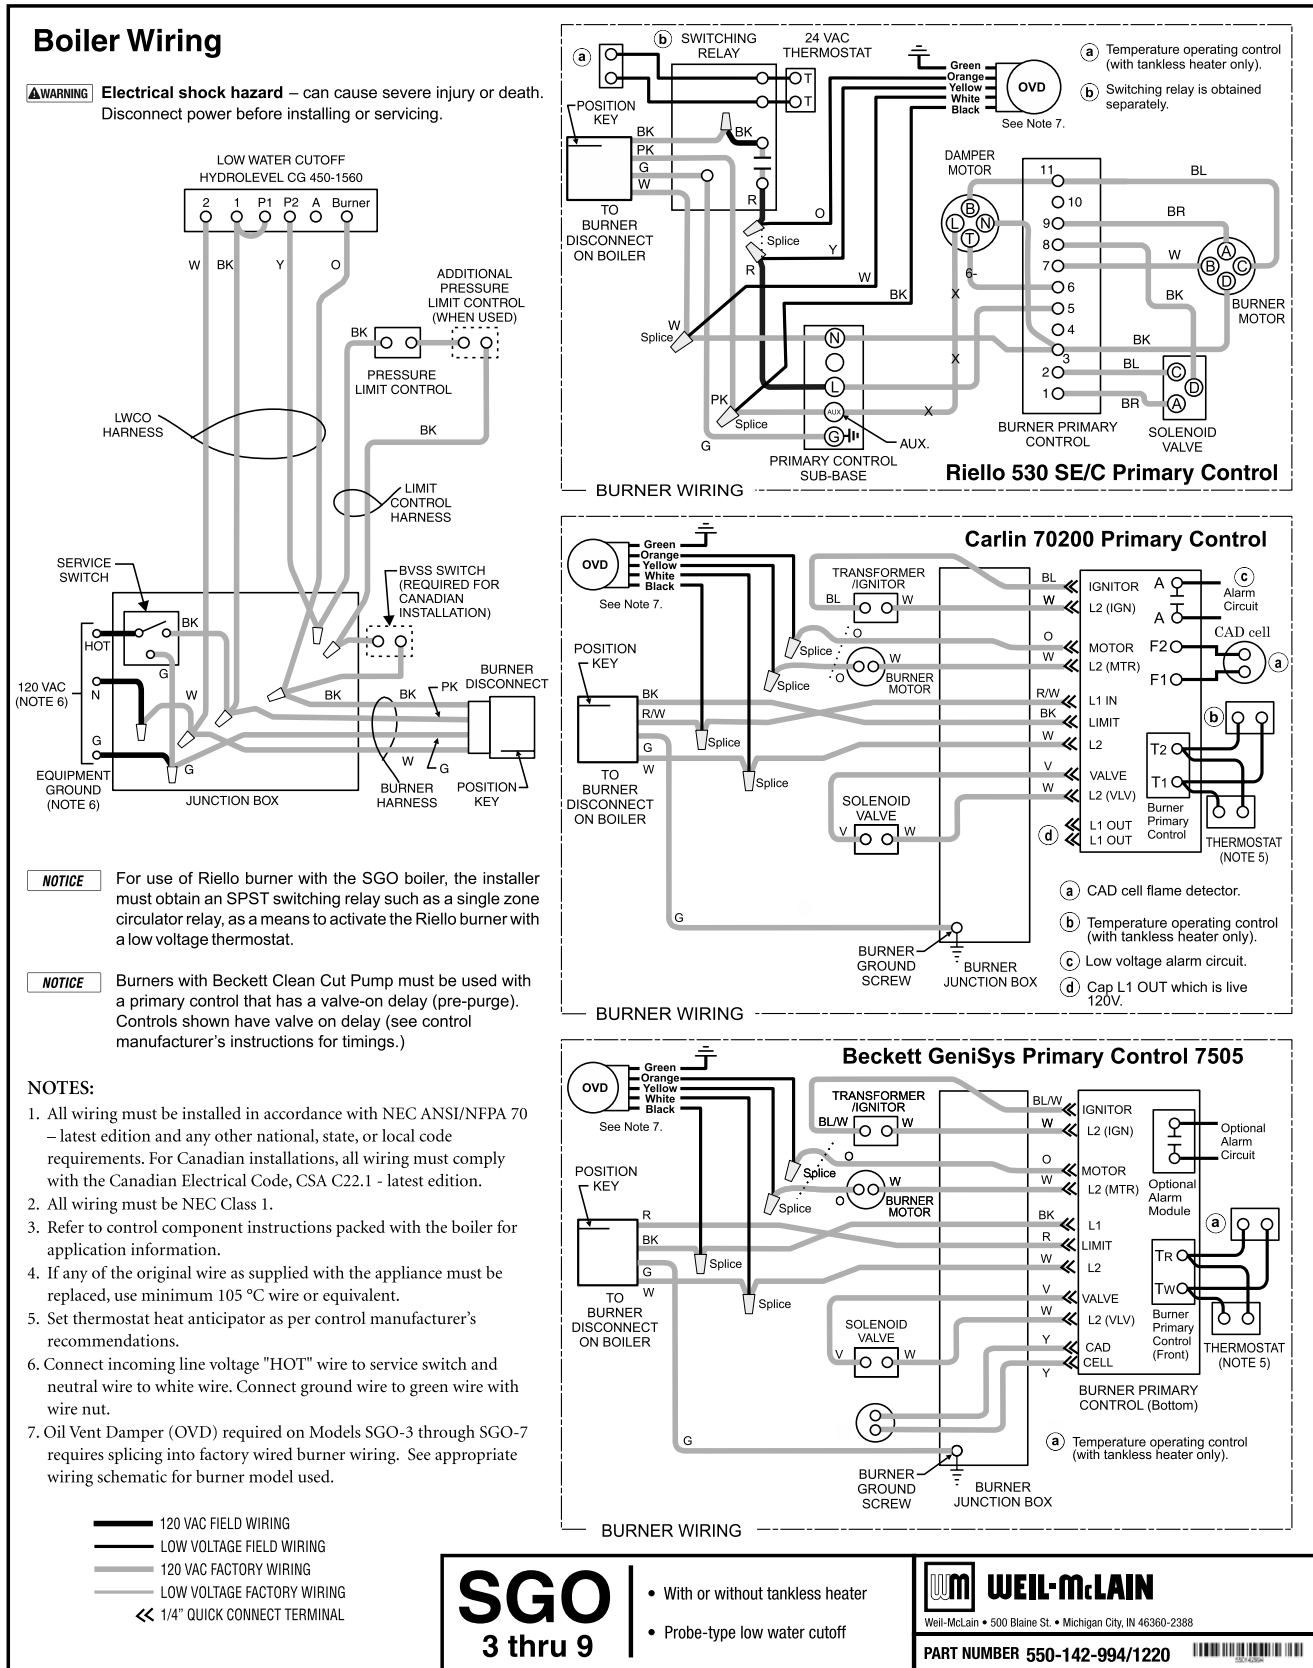 Boiler Wiring
WARNING
Electrical shock hazard – can cause severe injury or death.
Disconnect power before installing or servicing.
LOW WATER CUTOFF
HYDROLEVEL CG 450-1560
2 1 P1 P2 A Burner
W BK Y O
ADDITIONAL
PRESSURE
LIMIT CONTROL
(WHEN USED)
BK
PRESSURE
LIMIT CONTROL
LWCO
HARNESS
BK
LIMIT
CONTROL
HARNESS
SERVICE
SWITCH
BVSS SWITCH
(REQUIRED FOR
CANADIAN
INSTALLATION)
BK
HOT
G
120 VAC
(NOTE 6)
N
W
BK
BK
PK
BURNER
DISCONNECT
G
G
W
G
EQUIPMENT
GROUND
(NOTE 6)
JUNCTION BOX
BURNER
HARNESS
POSITION
KEY
NOTICE
For use of Riello burner with the SGO boiler, the installer
must obtain an SPST switching relay such as a single zone
circulator relay, as a means to activate the Riello burner with
a low voltage thermostat.
NOTICE
Burners with Beckett Clean Cut Pump must be used with
a primary control that has a valve-on delay (pre-purge).
Controls shown have valve on delay (see control
manufacturer's instructions for timings.)
NOTES:
1. All wiring must be installed in accordance with NEC ANSI/NFPA 70
– latest edition and any other national, state, or local code
requirements. For Canadian installations, all wiring must comply
with the Canadian Electrical Code, CSA C22.1 - latest edition.
2. All wiring must be NEC Class 1.
3. Refer to control component instructions packed with the boiler for
application information.
4. If any of the original wire as supplied with the appliance must be
replaced, use minimum 105 °C wire or equivalent.
5. Set thermostat heat anticipator as per control manufacturer's
recommendations.
6. Connect incoming line voltage "HOT" wire to service switch and
neutral wire to white wire. Connect ground wire to green wire with
wire nut.
7. Oil Vent Damper (OVD) required on Models SGO-3 through SGO-7
requires splicing into factory wired burner wiring. See appropriate
wiring schematic for burner model used.
120 VAC FIELD WIRING
LOW VOLTAGE FIELD WIRING
120 VAC FACTORY WIRING
LOW VOLTAGE FACTORY WIRING
1/4" QUICK CONNECT TERMINAL
b SWITCHING
RELAY
24 VAC
THERMOSTAT
a
T
T
Green
Orange
Yellow
White
Black
OVD
See Note 7.
a Temperature operating control
(with tankless heater only).
b Switching relay is obtained
separately.
POSITION
KEY
BK
PK
G
W
BK
R
O
TO
BURNER
DISCONNECT
ON BOILER
Splice
R
Y
W
BK
W
Splice
PK
Splice
G
N
L
AUX
G
AUX.
PRIMARY CONTROL
SUB-BASE
DAMPER
MOTOR
B
L N
T
6-
X
X
X
11
10
9
8
7
6
5
4
3
2
1
BL
BR
W
BK
BK
BL
BR
A
B C
D
BURNER
MOTOR
C
D
A
BURNER PRIMARY
CONTROL
SOLENOID
VALVE
Riello 530 SE/C Primary Control
BURNER WIRING
Carlin 70200 Primary Control
OVD
Green
Orange
Yellow
White
Black
See Note 7.
TRANSFORMER
/IGNITOR
BL W
O
Splice
O
W
BURNER
MOTOR
Splice
POSITION
KEY
BK
R/W
G
W
Splice
Splice
TO
BURNER
DISCONNECT
ON BOILER
SOLENOID
VALVE
V W
G
BURNER
GROUND
SCREW
BURNER
JUNCTION BOX
BL IGNITOR
W L2 (IGN)
O MOTOR
W L2 (MTR)
R/W L1 IN
BK LIMIT
W L2
V VALVE
W L2 (VLV)
L1 OUT
d L1 OUT
A
A
c
Alarm
Circuit
CAD cell
F2
F1
a
b
T2
T1
Burner
Primary
Control
THERMOSTAT
(NOTE 5)
a CAD cell flame detector.
b Temperature operating control
(with tankless heater only).
c Low voltage alarm circuit.
d Cap L1 OUT which is live
120V.
BURNER WIRING
Beckett GeniSys Primary Control 7505
OVD
Green
Orange
Yellow
White
Black
See Note 7.
TRANSFORMER
/IGNITOR
BL/W W
O
Splice
O
W
BURNER
MOTOR
Splice
POSITION
KEY
R
BK
G
W
Splice
Splice
TO
BURNER
DISCONNECT
ON BOILER
SOLENOID
VALVE
V W
G
BURNER
GROUND
SCREW
BURNER
JUNCTION BOX
BL/W IGNITOR
W L2 (IGN)
O MOTOR
W L2 (MTR)
BK L1
R LIMIT
W L2
V VALVE
W L2 (VLV)
Y CAD
Y CELL
Optional
Alarm
Circuit
Optional
Alarm
Module
a
TR
TW
Burner
Primary
Control
(Front)
THERMOSTAT
(NOTE 5)
BURNER PRIMARY
CONTROL (Bottom)
a Temperature operating control
(with tankless heater only).
BURNER WIRING
SGO
3 thru 9
• With or without tankless heater
• Probe-type low water cutoff
WM WEIL-McLAIN
Weil-McLain • 500 Blaine St. • Michigan City, IN 46360-2388
PART NUMBER 550-142-994/1220